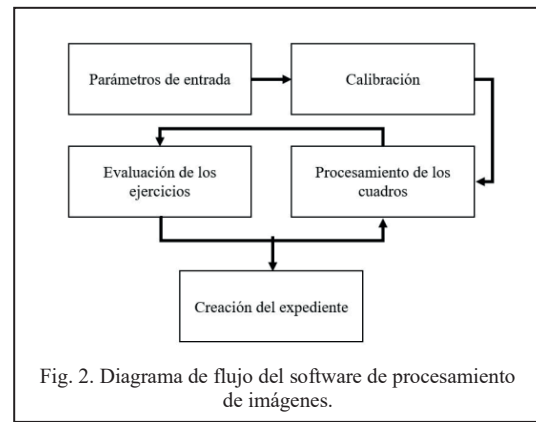 Parámetros de entrada
Calibración
Evaluación de los
ejercicios
Procesamiento de los
cuadros
Creación del expediente
Fig. 2. Diagrama de flujo del software de procesamiento
de imágenes.